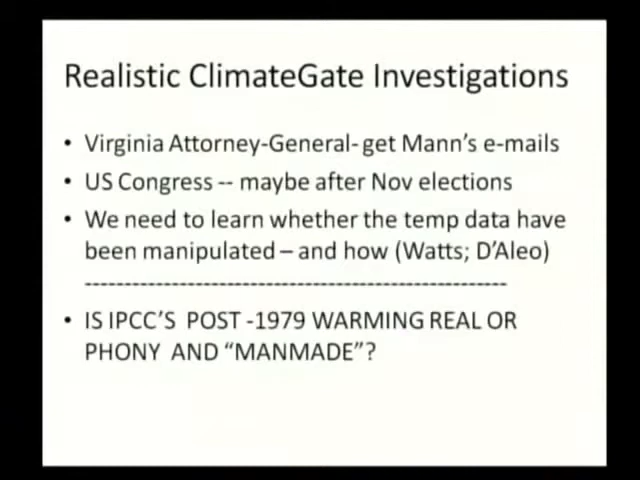 Realistic ClimateGate Investigations
• Virginia Attorney-General- get Mann's e-mails
• US Congress -- maybe after Nov elections
• We need to learn whether the temp data have
been manipulated – and how (Watts; D'Aleo)
------------------------------------------------------
• IS IPCC'S POST -1979 WARMING REAL OR
PHONY AND “MANMADE”?